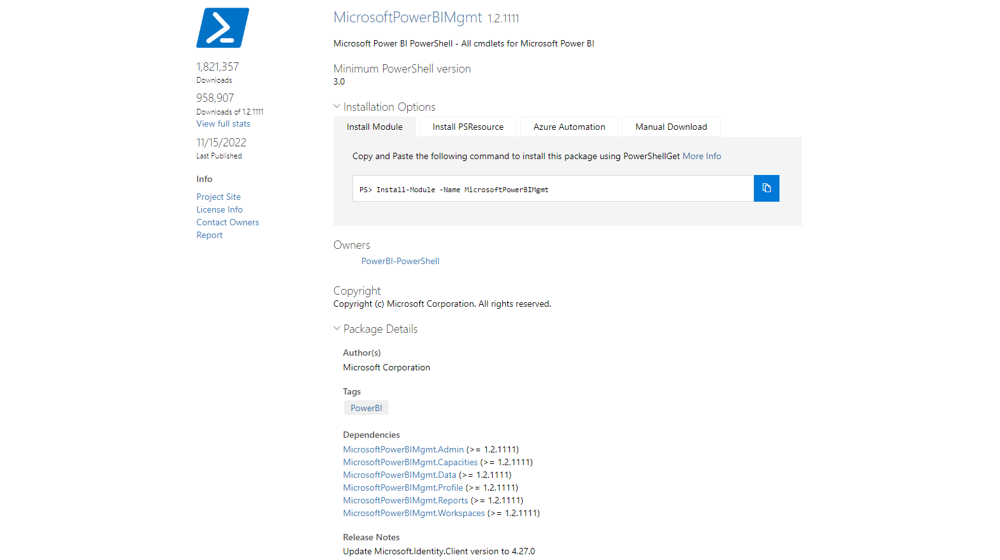 MicrosoftPowerBIMgmt 1.2.1111
Microsoft Power BI PowerShell - All cmdlets for Microsoft Power BI
1,821,357
Downloads
958,907
Downloads of 1.2.1111
View full stats
11/15/2022
Last Published
Info
Project Site
License Info
Contact Owners
Report
Minimum PowerShell version
3.0
Installation Options
Install Module
Install PSResource
Azure Automation
Manual Download
Copy and Paste the following command to install this package using PowerShellGet More Info
PS> Install-Module -Name MicrosoftPowerBIMgmt
Owners
PowerBI-PowerShell
Copyright
Copyright (c) Microsoft Corporation. All rights reserved.
Package Details
Author(s)
Microsoft Corporation
Tags
PowerBI
Dependencies
MicrosoftPowerBIMgmt.Admin (>= 1.2.1111)
MicrosoftPowerBIMgmt.Capacities (>= 1.2.1111)
MicrosoftPowerBIMgmt.Data (>= 1.2.1111)
MicrosoftPowerBIMgmt.Profile (>= 1.2.1111)
MicrosoftPowerBIMgmt.Reports (>= 1.2.1111)
MicrosoftPowerBIMgmt.Workspaces (>= 1.2.1111)
Release Notes
Update Microsoft.Identity.Client version to 4.27.0